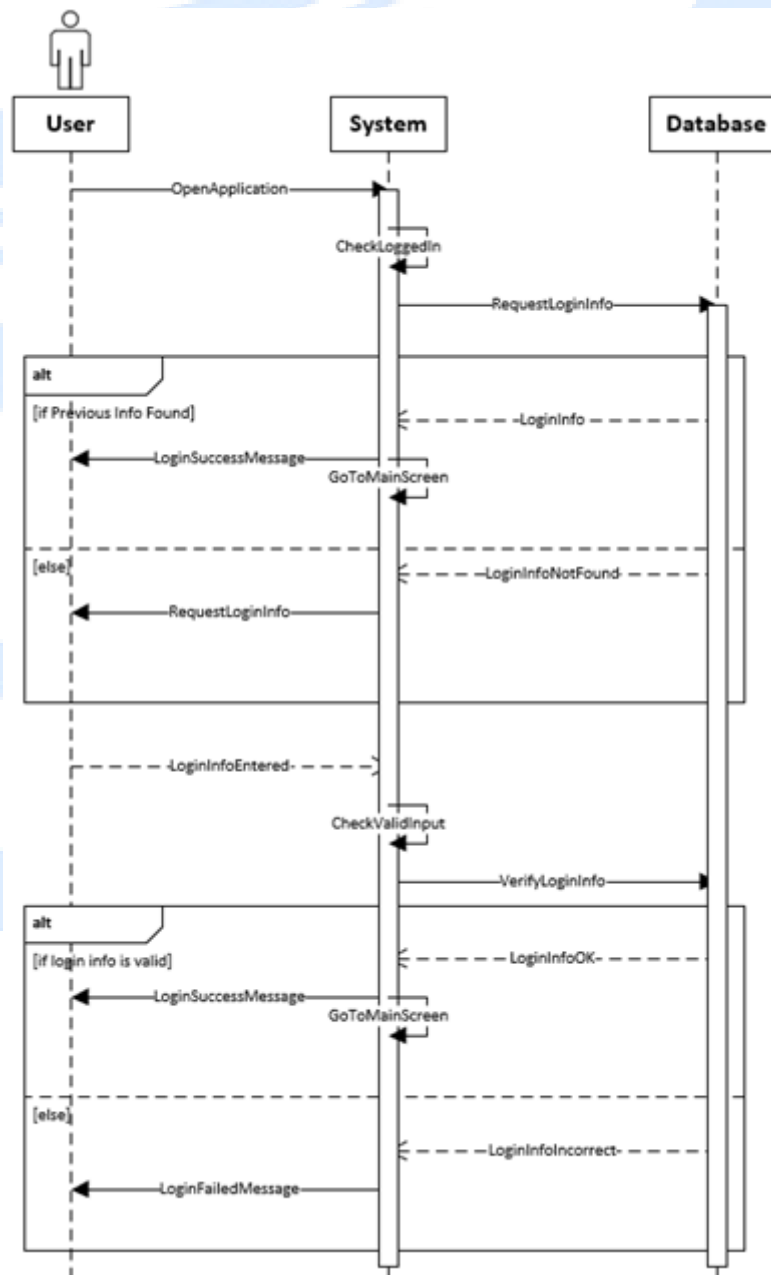 User
System
Database
OpenApplication
CheckLoggedIn
RequestLoginInfo
alt
[if Previous Info Found]
LoginInfo
LoginSuccessMessage
GoToMainScreen
[else]
LoginInfoNotFound
RequestLoginInfo
LoginInfoEntered
CheckValidInput
VerifyLoginInfo
alt
[if login info is valid]
LoginInfoOK
LoginSuccessMessage
GoToMainScreen
[else]
LoginInfoIncorrect
LoginFailedMessage